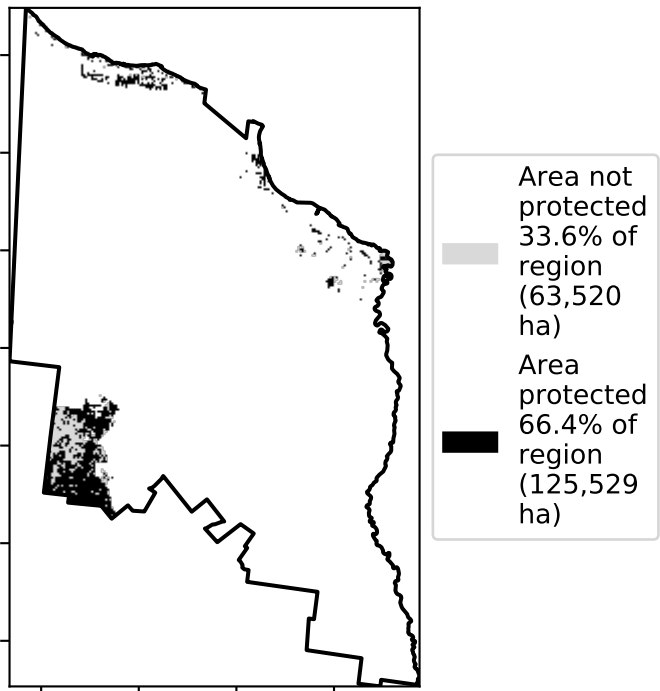 Area not
protected
33.6% of
region
(63,520
ha)
Area
protected
66.4% of
region
(125,529
ha)